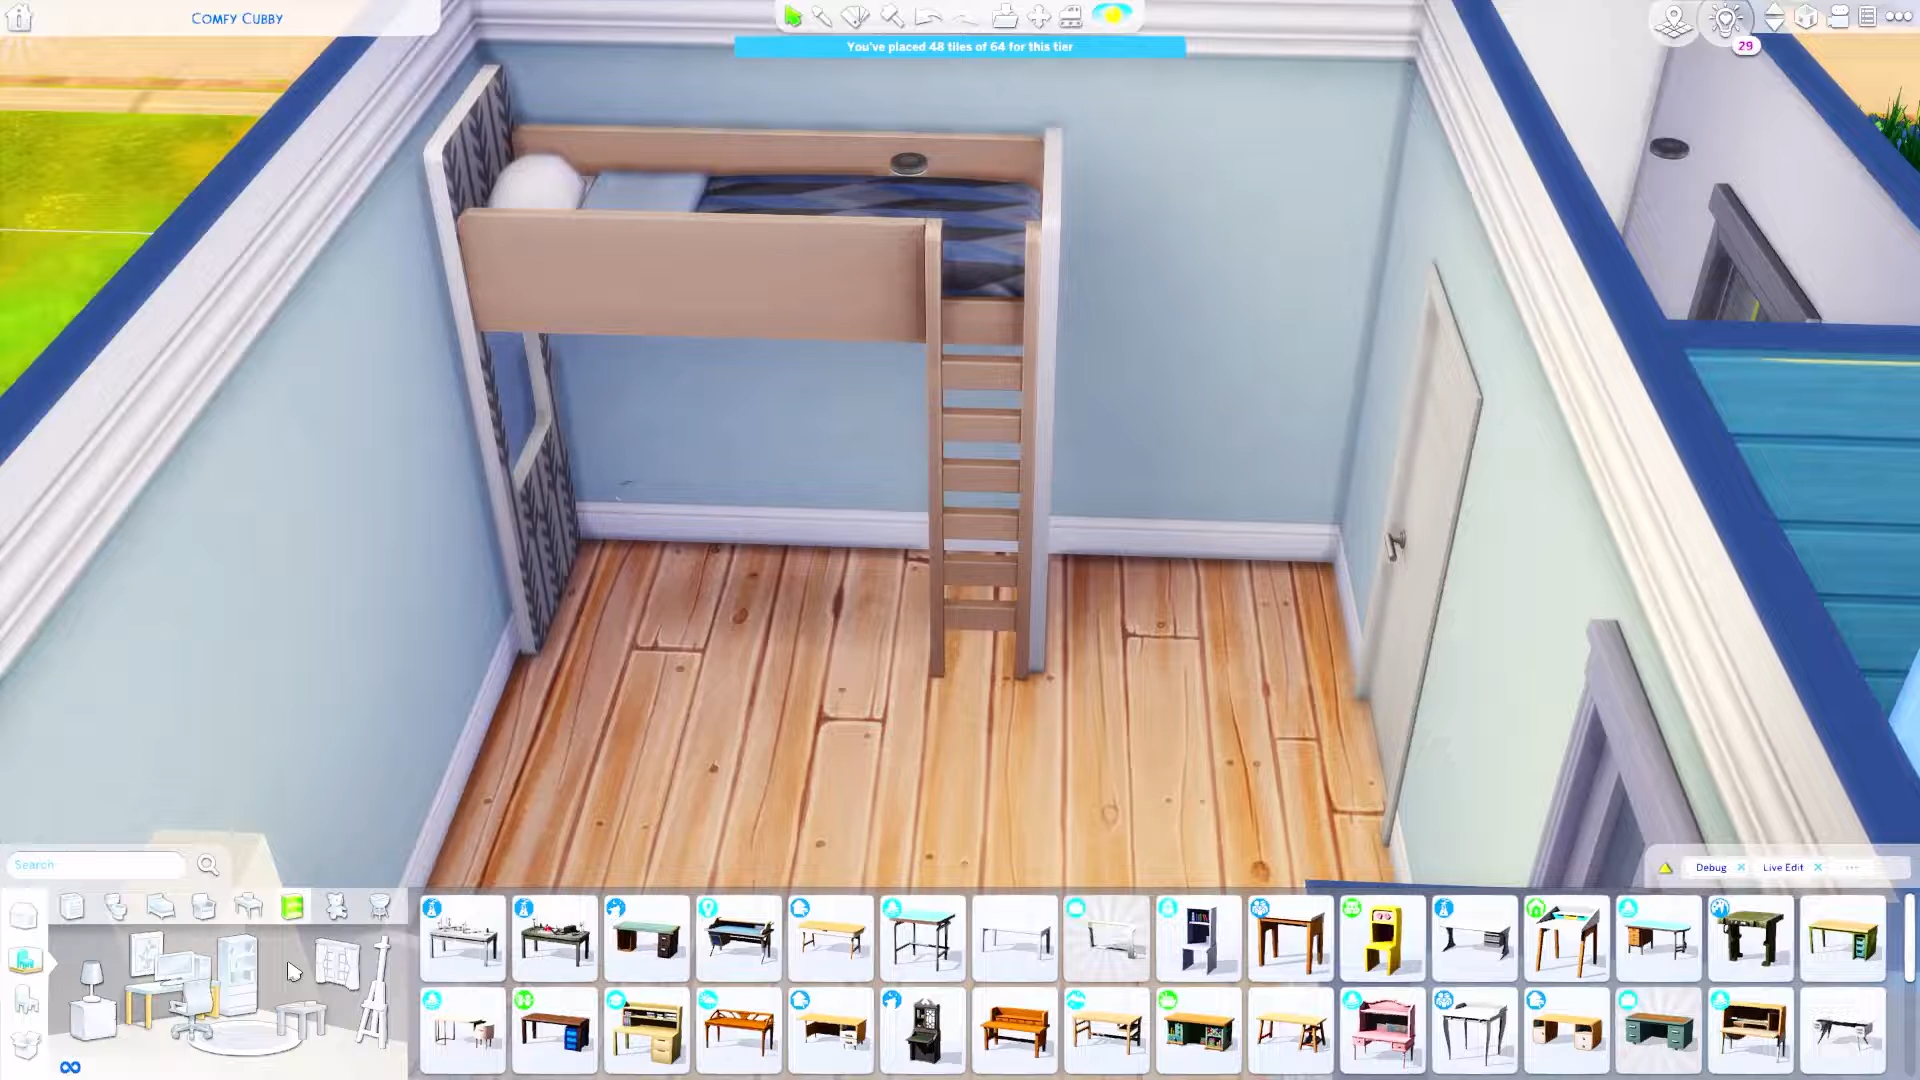 COMFY CUBBY
You've placed 48 tiles of 64 for this tier
29
Search
Debug
Live Edit